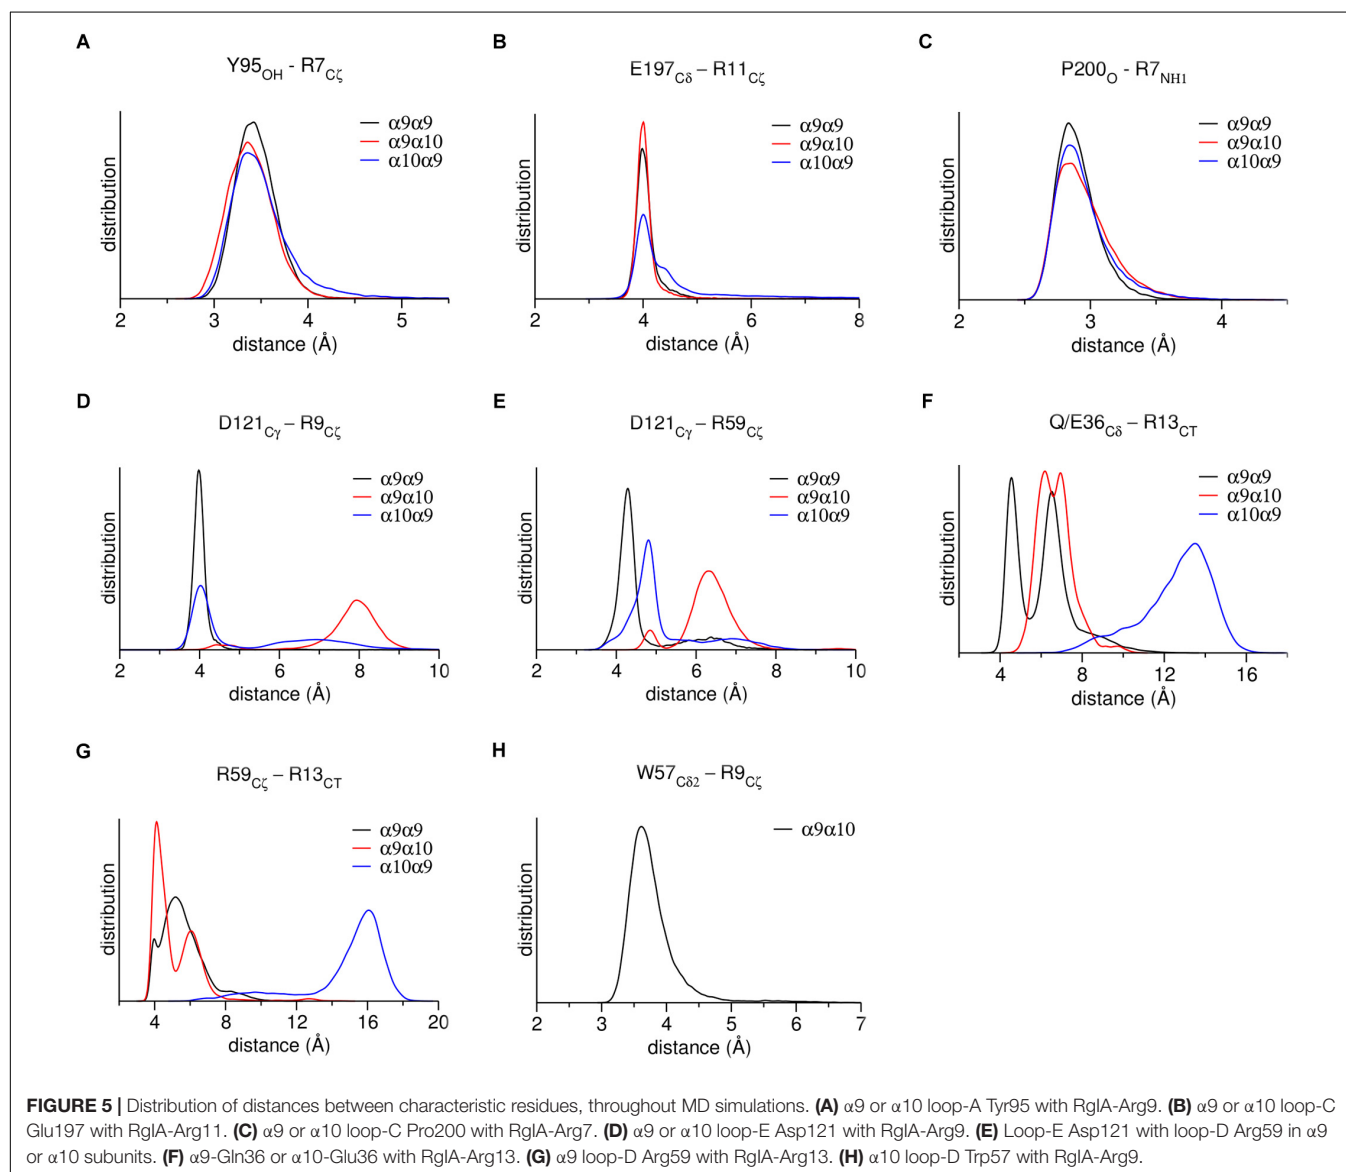 A
Y95OH - R7Cζ
distribution
α9α9
α9α10
α10α9
2 3 4 5
distance (Å)
B
E197Cδ – R11Cζ
distribution
α9α9
α9α10
α10α9
2 4 6 8
distance (Å)
C
P200O - R7NH1
distribution
α9α9
α9α10
α10α9
2 3 4
distance (Å)
D
D121Cγ – R9Cζ
distribution
α9α9
α9α10
α10α9
2 4 6 8 10
distance (Å)
E
D121Cγ – R59Cζ
distribution
α9α9
α9α10
α10α9
4 6 8 10
distance (Å)
F
Q/E36Cδ – R13CT
distribution
α9α9
α9α10
α10α9
4 8 12 16
distance (Å)
G
R59Cζ – R13CT
distribution
α9α9
α9α10
α10α9
4 8 12 16 20
distance (Å)
H
W57Cδ2 – R9Cζ
distribution
α9α10
2 3 4 5 6 7
distance (Å)
FIGURE 5 | Distribution of distances between characteristic residues, throughout MD simulations. (A) α9 or α10 loop-A Tyr95 with RgIA-Arg9. (B) α9 or α10 loop-C
Glu197 with RgIA-Arg11. (C) α9 or α10 loop-C Pro200 with RgIA-Arg7. (D) α9 or α10 loop-E Asp121 with RgIA-Arg9. (E) Loop-E Asp121 with loop-D Arg59 in α9
or α10 subunits. (F) α9-Gln36 or α10-Glu36 with RgIA-Arg13. (G) α9 loop-D Arg59 with RgIA-Arg13. (H) α10 loop-D Trp57 with RgIA-Arg9.